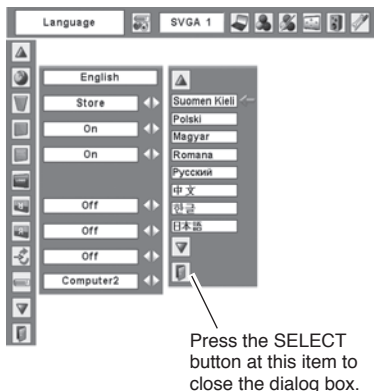 Language
SVGA 1
English
Store
On
On
Off
Off
Off
Computer2
Suomen Kieli
Polski
Magyar
Romana
Русский
中文
한글
日本語
Press the SELECT
button at this item to
close the dialog box.